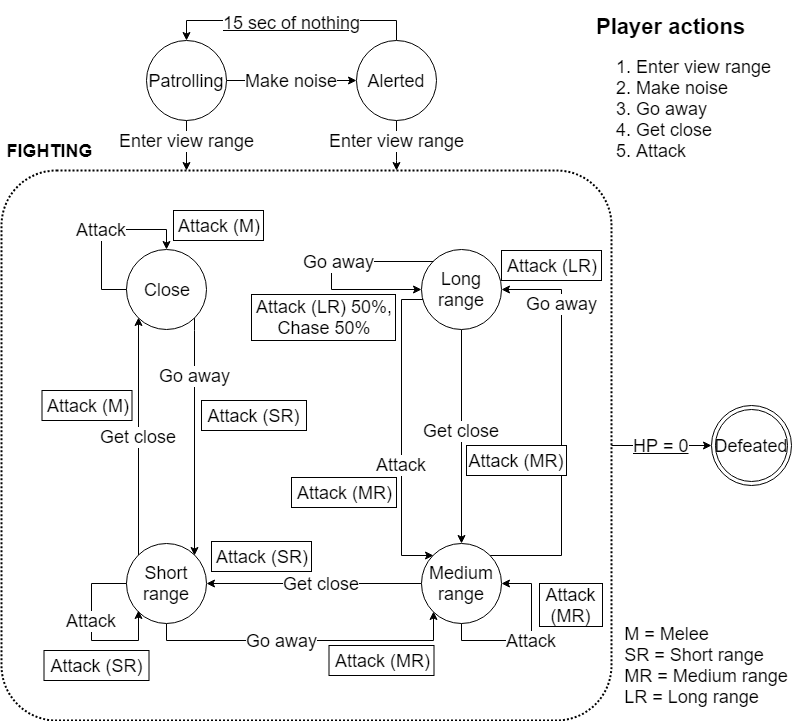 15 sec of nothing
Player actions
Patrolling
Make noise
Alerted
1. Enter view range
2. Make noise
3. Go away
4. Get close
5. Attack
Enter view range
Enter view range
FIGHTING
Attack
Attack (M)
Close
Go away
Long
range
Attack (LR)
Attack (LR) 50%,
Chase 50%
Go away
Go away
Attack (M)
Attack (SR)
Get close
Get close
Attack (MR)
Attack
Attack (MR)
HP = 0
Defeated
Short
range
Attack (SR)
Get close
Medium
range
Attack
(MR)
Attack
Attack (SR)
Go away
Attack (MR)
Attack
M = Melee
SR = Short range
MR = Medium range
LR = Long range